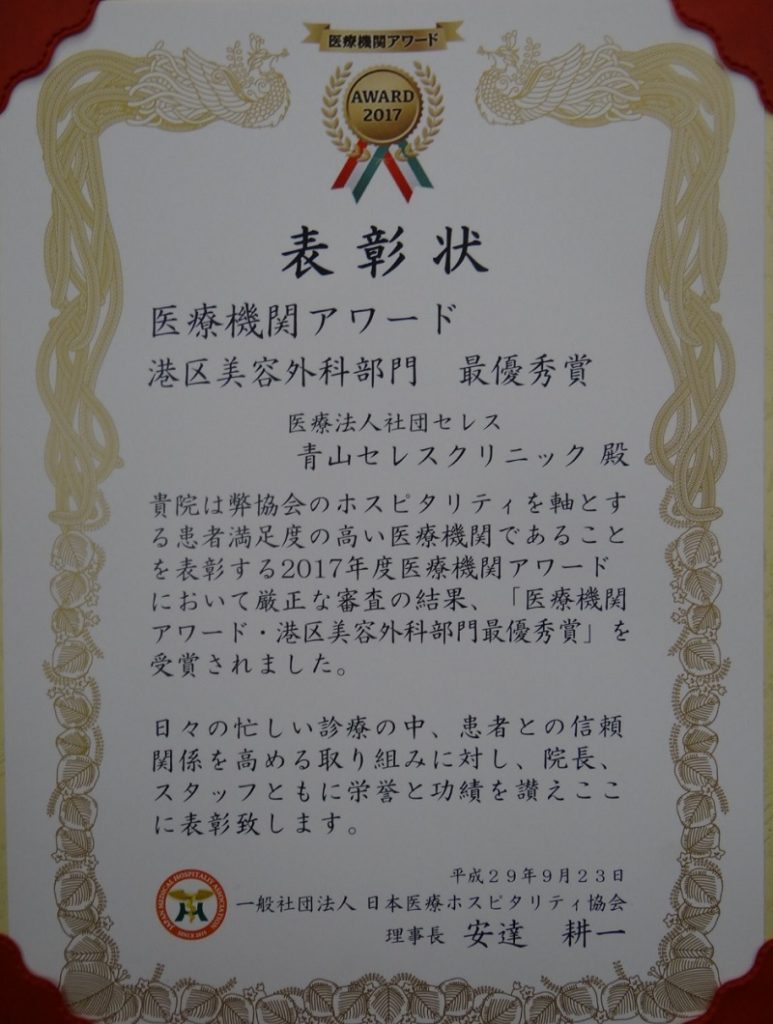 医療機関アワード
AWARD
2017
表彰状
医療機関アワード
港区美容外科部門　最優秀賞
医療法人社団セレス
青山セレスクリニック 殿
貴院は弊協会のホスピタリティを軸とす
る患者満足度の高い医療機関であること
を表彰する2017年度医療機関アワード
において厳正な審査の結果、「医療機関
アワード・港区美容外科部門最優秀賞」を
受賞されました。
日々の忙しい診療の中、患者との信頼
関係を高める取り組みに対し、院長、
スタッフともに栄誉と功績を讃えここ
に表彰致します。
平成２９年９月２３日
一般社団法人 日本医療ホスピタリティ協会
理事長　安達　耕一
JAPAN MEDICAL HOSPITALITY ASSOCIATION